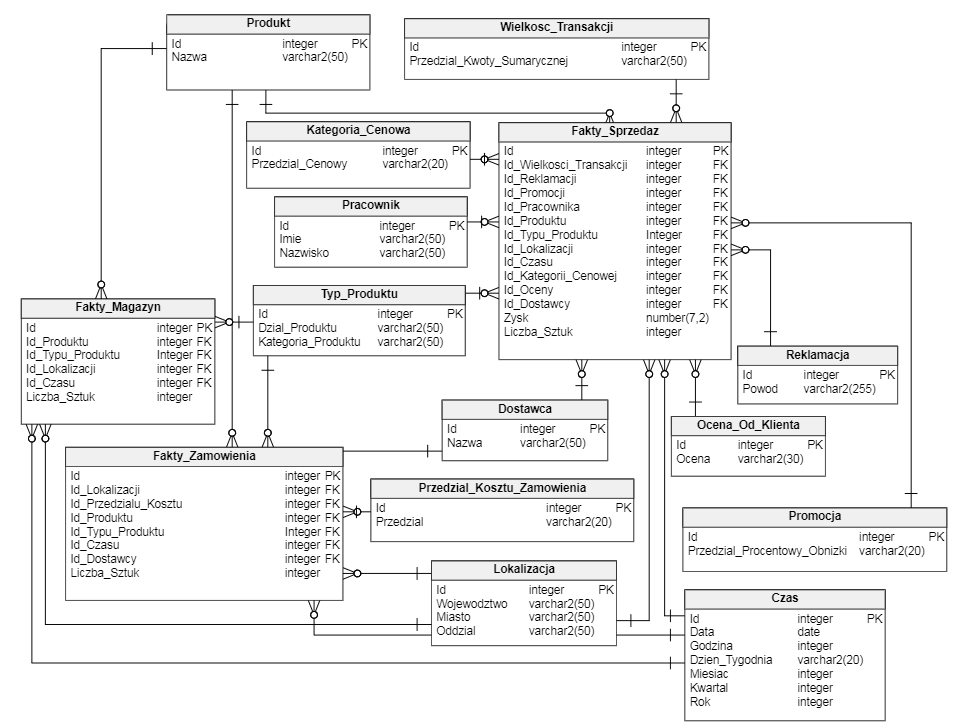 Produkt
Id integer PK
Nazwa varchar2(50)
Wielkosc_Transakcji
Id integer PK
Przedzial_Kwoty_Sumarycznej varchar2(50)
Kategoria_Cenowa
Id integer PK
Przedzial_Cenowy varchar2(20)
Fakty_Sprzedaz
Id integer PK
Id_Wielkosci_Transakcji integer FK
Id_Reklamacji integer FK
Id_Promocji integer FK
Id_Pracownika integer FK
Id_Produktu integer FK
Id_Typu_Produktu Integer FK
Id_Lokalizacji integer FK
Id_Czasu integer FK
Id_Kategorii_Cenowej integer FK
Id_Oceny integer FK
Id_Dostawcy integer FK
Zysk number(7,2)
Liczba_Sztuk integer
Pracownik
Id integer PK
Imie varchar2(50)
Nazwisko varchar2(50)
Typ_Produktu
Id integer PK
Dzial_Produktu varchar2(50)
Kategoria_Produktu varchar2(50)
Fakty_Magazyn
Id integer PK
Id_Produktu integer FK
Id_Typu_Produktu Integer FK
Id_Lokalizacji integer FK
Id_Czasu integer FK
Liczba_Sztuk integer
Reklamacja
Id integer PK
Powod varchar2(255)
Dostawca
Id integer PK
Nazwa varchar2(50)
Ocena_Od_Klienta
Id integer PK
Ocena varchar2(30)
Fakty_Zamowienia
Id integer PK
Id_Lokalizacji integer FK
Id_Przedzialu_Kosztu integer FK
Id_Produktu integer FK
Id_Typu_Produktu Integer FK
Id_Czasu integer FK
Id_Dostawcy integer FK
Liczba_Sztuk integer
Przedzial_Kosztu_Zamowienia
Id integer PK
Przedzial varchar2(20)
Promocja
Id integer PK
Przedzial_Procentowy_Obnizki varchar2(20)
Lokalizacja
Id integer PK
Wojewodztwo varchar2(50)
Miasto varchar2(50)
Oddzial varchar2(50)
Czas
Id integer PK
Data date
Godzina integer
Dzien_Tygodnia varchar2(20)
Miesiac integer
Kwartal integer
Rok integer